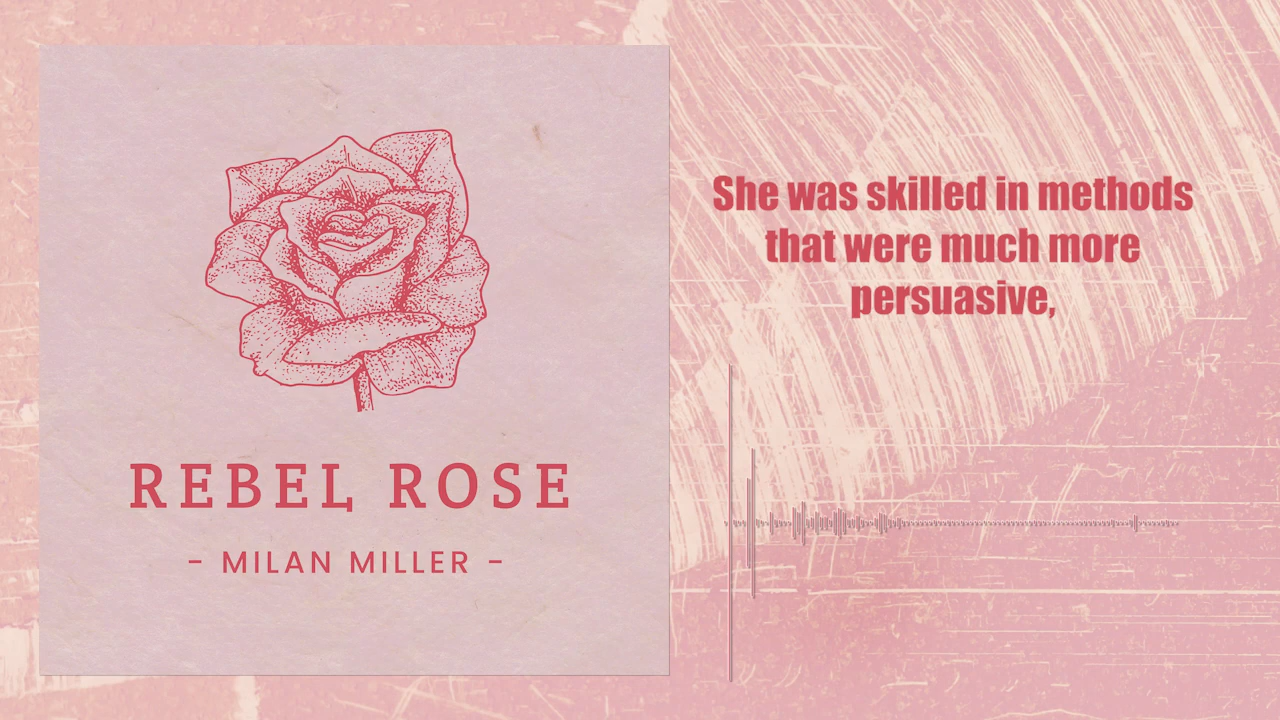 REBEL ROSE
- MILAN MILLER -
She was skilled in methods
that were much more
persuasive,